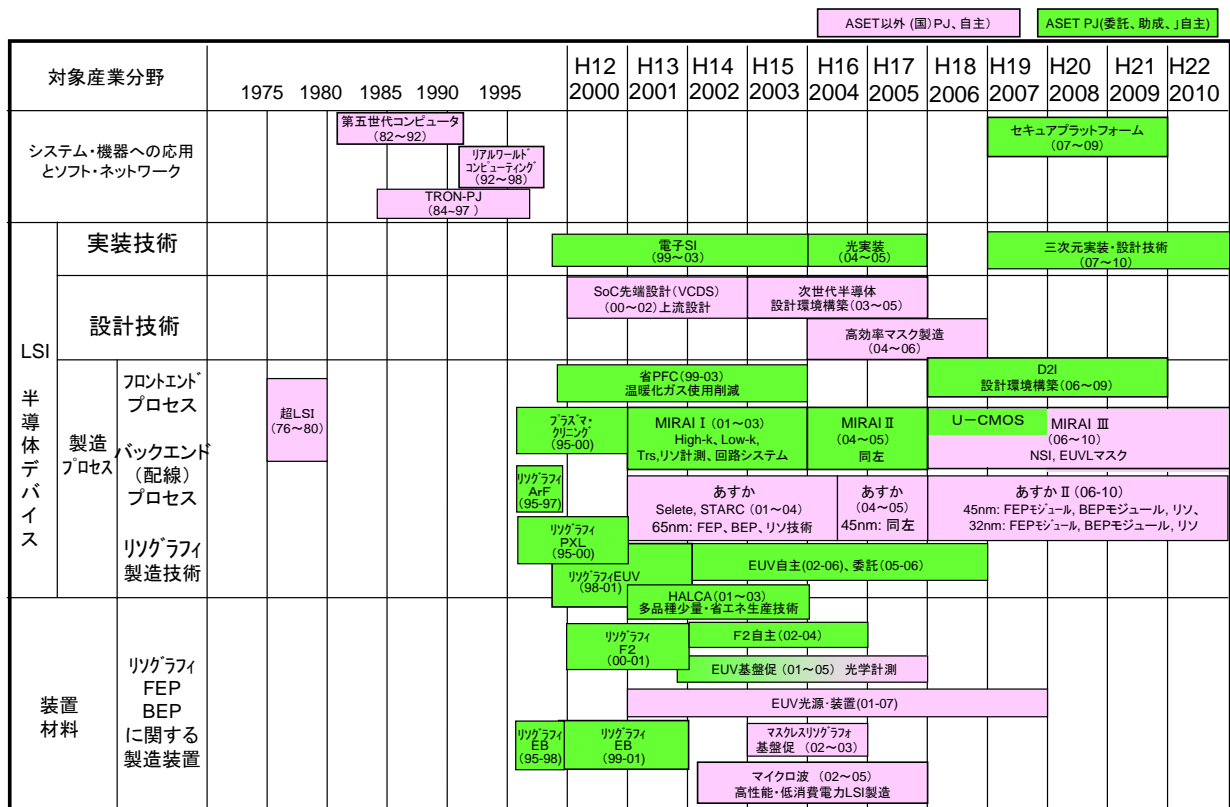 ASET以外 (国)PJ、自主
ASET PJ(委託、助成、」自主)
対象産業分野
1975
1980
1985
1990
1995
H12
2000
H13
2001
H14
2002
H15
2003
H16
2004
H17
2005
H18
2006
H19
2007
H20
2008
H21
2009
H22
2010
システム・機器への応用
とソフト・ネットワーク
第五世代コンピュータ
(82～92)
リアルワールド
コンピューティング
(92～98)
TRON-PJ
(84~97 )
セキュアプラットフォーム
(07～09)
LSI
半導体デバイス
実装技術
電子SI
(99～03)
光実装
(04～05)
三次元実装・設計技術
(07～10)
設計技術
SoC先端設計(VCDS)
(00～02)上流設計
次世代半導体
設計環境構築(03～05)
高効率マスク製造
(04～06)
製造
プロセス
フロントエンド
プロセス
バックエンド
(配線)
プロセス
リソグラフィ
製造技術
超LSI
(76～80)
省PFC(99-03)
温暖化ガス使用削減
D2I
設計環境構築(06～09)
プラズマ・
クリニング
(95-00)
MIRAI Ⅰ (01～03)
High-k、Low-k、
Trs,リソ計測、回路システム
MIRAI Ⅱ
(04～05)
同左
U－CMOS
MIRAI Ⅲ
(06～10)
NSI, EUVLマスク
リソグラフィ
ArF
(95-97)
あすか
Selete, STARC (01～04)
65nm: FEP、BEP、リソ技術
あすか
(04～05)
45nm: 同左
あすか Ⅱ (06-10)
45nm: FEPモジュール, BEPモジュール, リソ、
32nm: FEPモジュール, BEPモジュール, リソ
リソグラフィ
PXL
(95-00)
リソグラフィEUV
(98-01)
EUV自主(02-06)、委託(05-06)
HALCA(01～03)
多品種少量・省エネ生産技術
装置
材料
リソグラフィ
FEP
BEP
に関する
製造装置
リソグラフィ
F2
(00-01)
F2自主(02-04)
EUV基盤促 (01～05) 光学計測
EUV光源・装置(01-07)
リソグラフィ
EB
(95-98)
リソグラフィ
EB
(99-01)
マスクレスリソグラフォ
基盤促 (02～03)
マイクロ波 (02～05)
高性能・低消費電力LSI製造